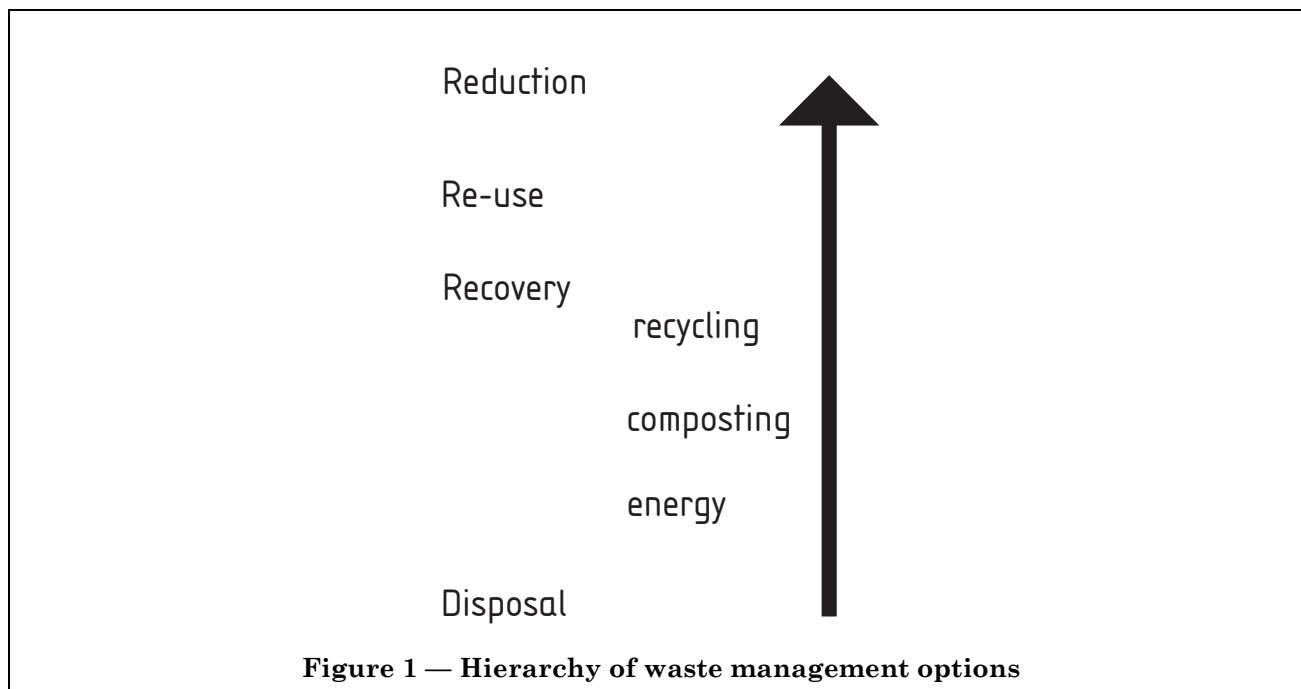 Reduction
Re-use
Recovery
recycling
composting
energy
Disposal
Figure 1 — Hierarchy of waste management options